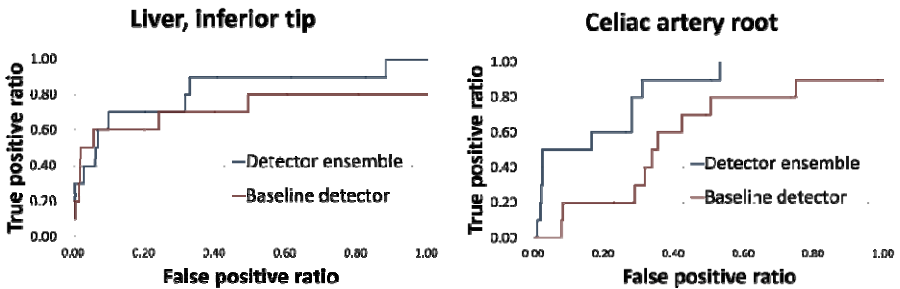 Liver, inferior tip
True positive ratio
1.00
0.80
0.60
0.40
0.20
0.00
Detector ensemble
Baseline detector
0.00 0.20 0.40 0.60 0.80 1.00
False positive ratio
Celiac artery root
True positive ratio
1.00
0.80
0.60
0.40
0.20
0.00
Detector ensemble
Baseline detector
0.00 0.20 0.40 0.60 0.80 1.00
False positive ratio